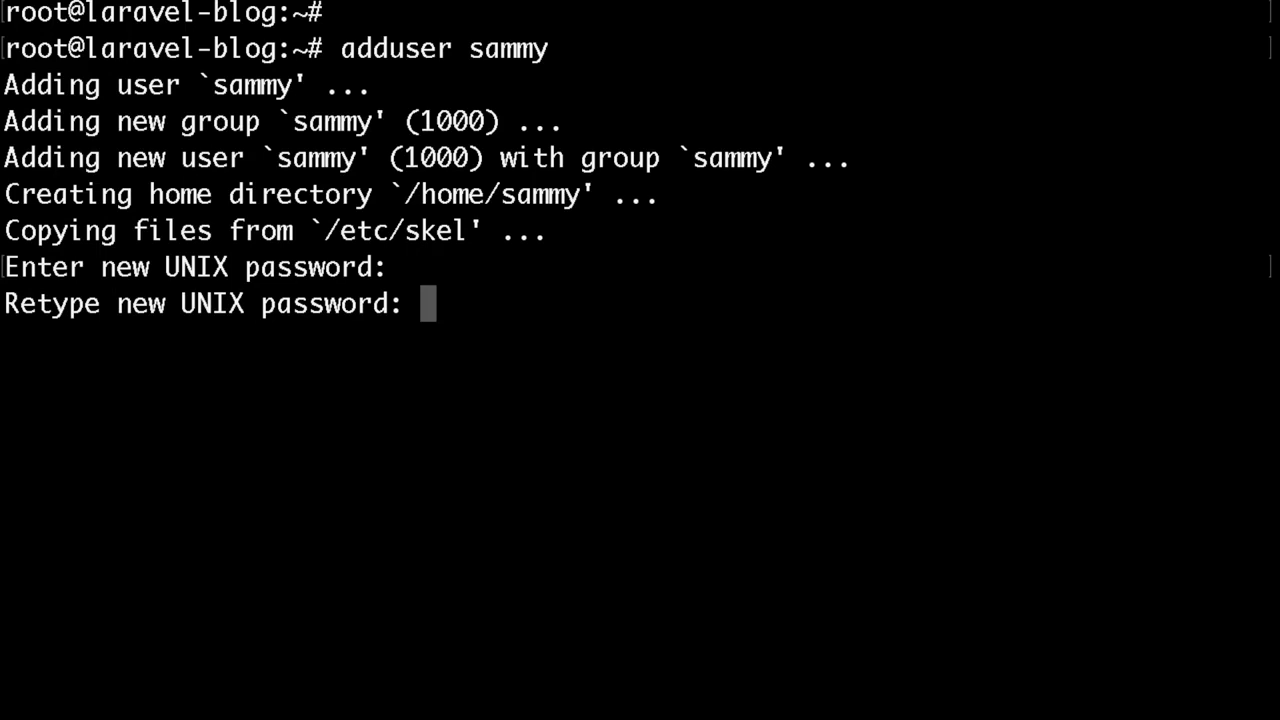 root@laravel-blog:~#
root@laravel-blog:~# adduser sammy
Adding user `sammy' ...
Adding new group `sammy' (1000) ...
Adding new user `sammy' (1000) with group `sammy' ...
Creating home directory `/home/sammy' ...
Copying files from `/etc/skel' ...
Enter new UNIX password:
Retype new UNIX password: